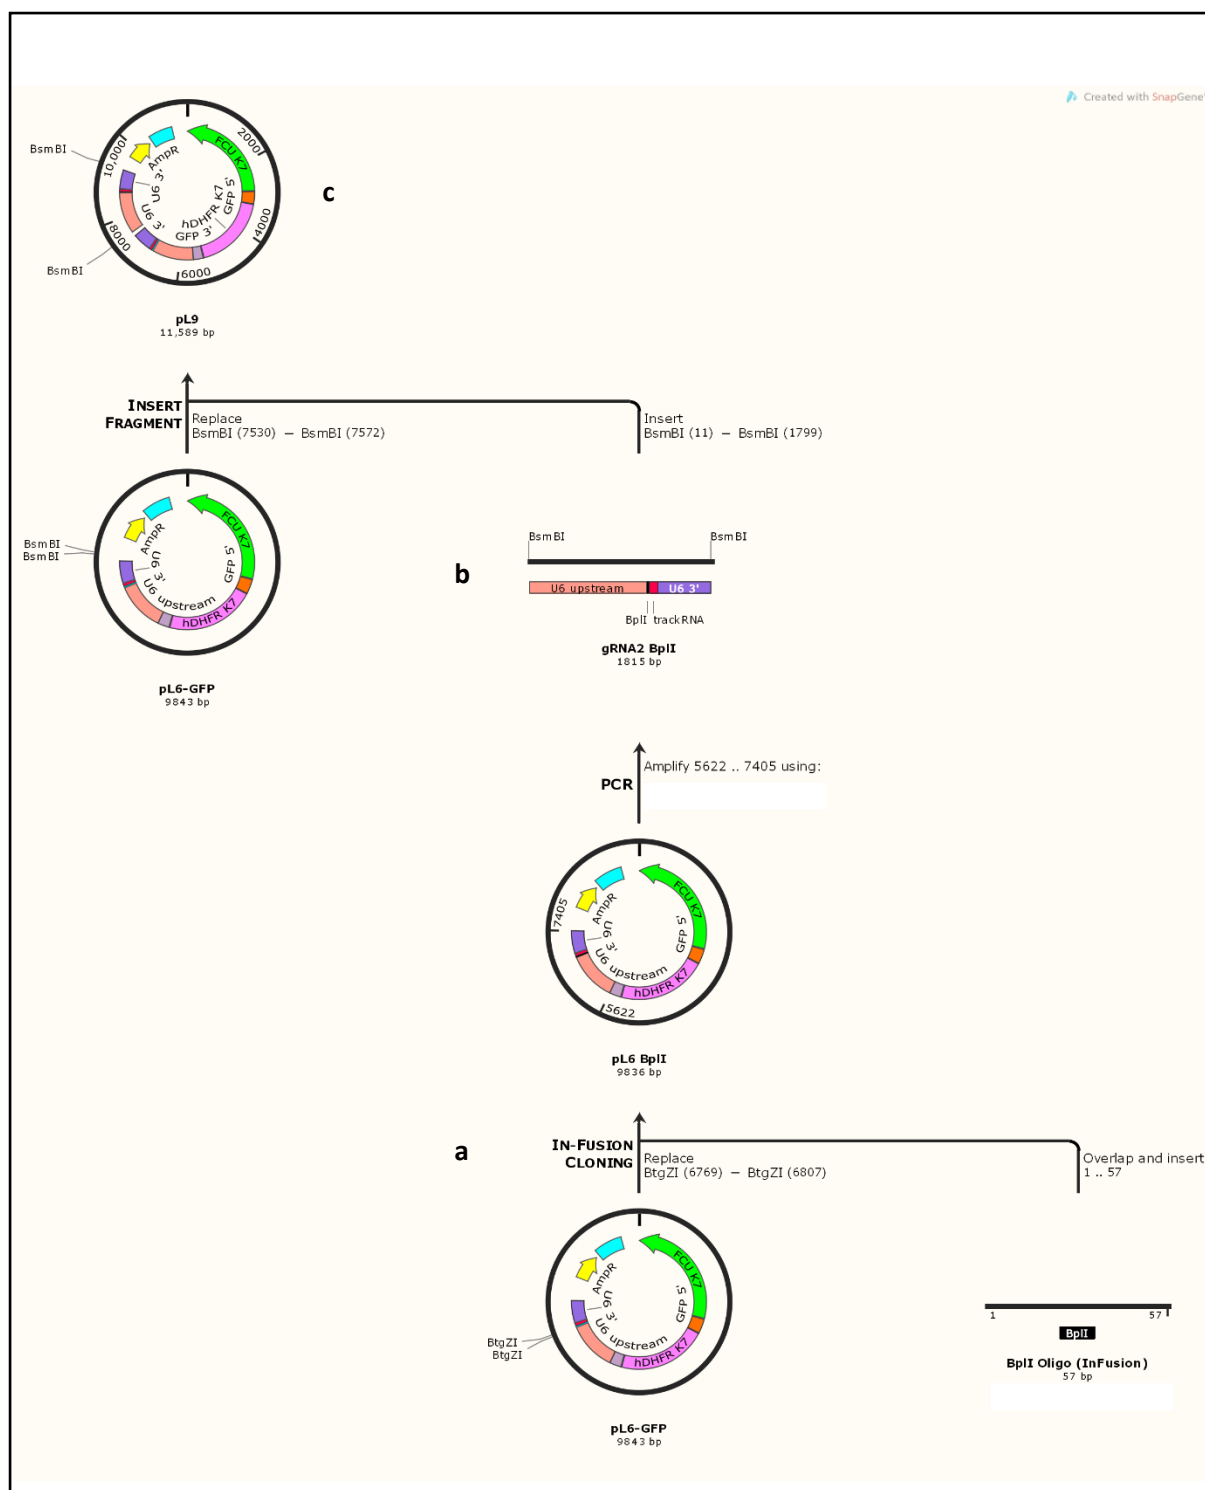 Created with SnapGene
BsmBI
10,000
2000
4000
6000
8000
BsmBI
AmpR
FCU K7
U6 3'
U6 3'
hDHFR K7
GFP 5'
GFP 3'
c
pL9
11,589 bp
INSERT
FRAGMENT
Replace
BsmBI (7530) – BsmBI (7572)
Insert
BsmBI (11) – BsmBI (1799)
BsmBI
BsmBI
AmpR
FCU K7
U6 3'
GFP 5'
U6 upstream
hDHFR K7
pL6-GFP
9843 bp
b
BsmBI
BsmBI
U6 upstream
U6 3'
BplI
trackRNA
gRNA2 BplI
1815 bp
PCR
Amplify 5622 .. 7405 using:
7405
AmpR
FCU K7
U6 3'
GFP 5'
U6 upstream
hDHFR K7
5622
pL6 BplI
9836 bp
a
IN-FUSION
CLONING
Replace
BtgZI (6769) – BtgZI (6807)
Overlap and insert
1 .. 57
BtgZI
BtgZI
AmpR
FCU K7
U6 3'
GFP 5'
U6 upstream
hDHFR K7
pL6-GFP
9843 bp
1
57
BplI
BplI Oligo (InFusion)
57 bp